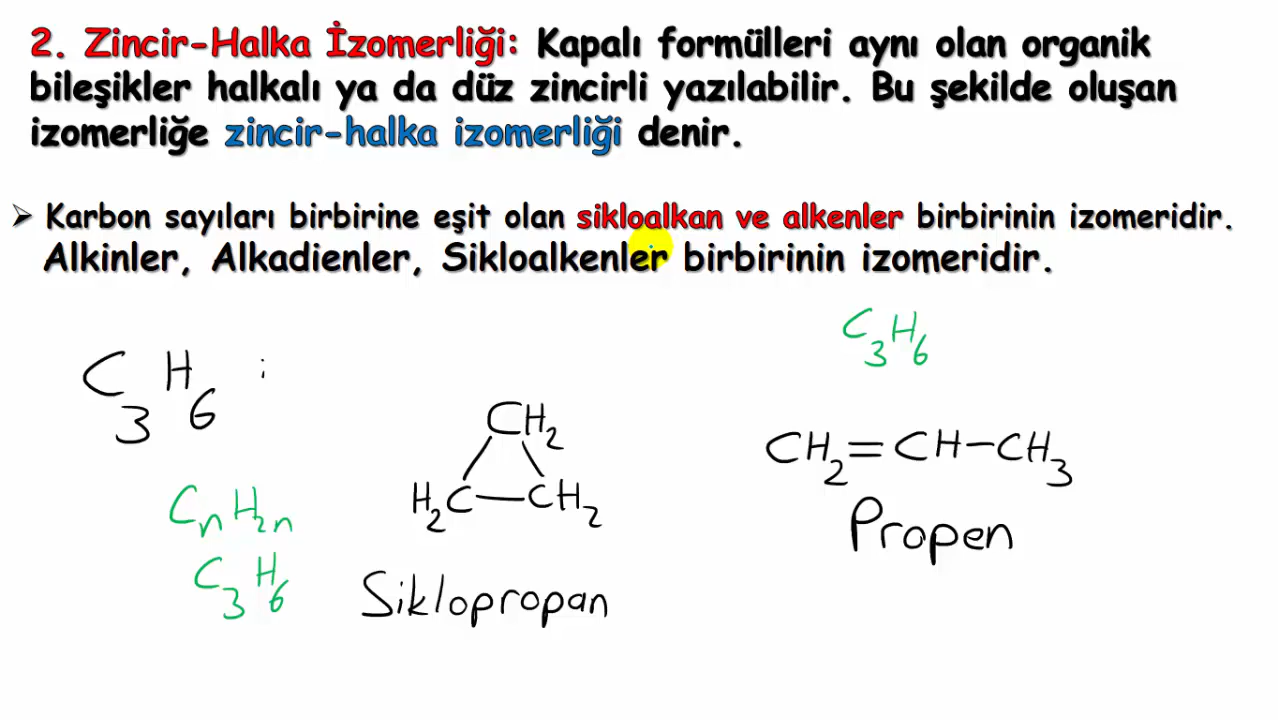 2. Zincir-Halka İzomerliği: Kapalı formülleri aynı olan organik
bileşikler halkalı ya da düz zincirli yazılabilir. Bu şekilde oluşan
izomerliğe zincir-halka izomerliği denir.
➢ Karbon sayıları birbirine eşit olan sikloalkan ve alkenler birbirinin izomeridir.
Alkinler, Alkadienler, Sikloalkenler birbirinin izomeridir.
C₃H₆
C₃H₆ :
CH₂
CH₂=CH-CH₃
H₂C-CH₂
CₙH₂ₙ
Propen
C₃H₆
Siklopropan